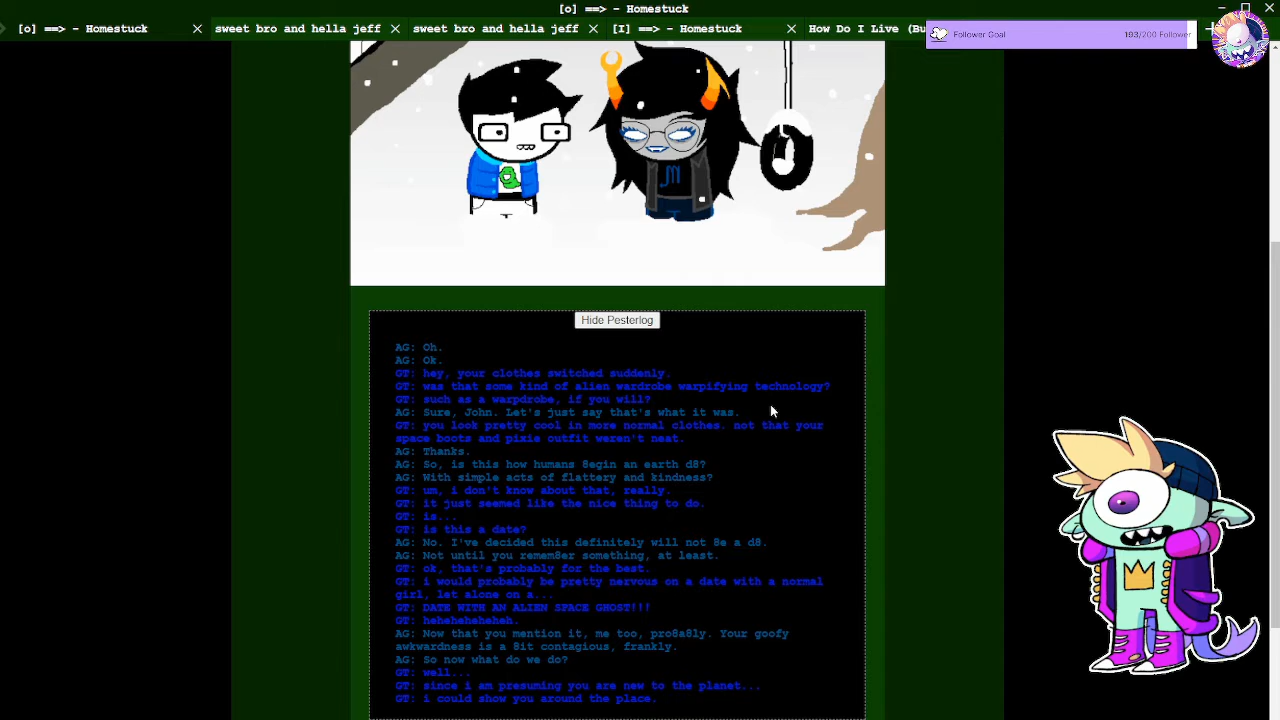 [o] ==> - Homestuck
[o] ==> - Homestuck
sweet bro and hella jeff
sweet bro and hella jeff
[I] ==> - Homestuck
How Do I Live (Bu
Follower Goal
193/200 Follower
Hide Pesterlog
AG: Oh.
AG: Ok.
GT: hey, your clothes switched suddenly.
GT: was that some kind of alien wardrobe warpifying technology?
GT: such as a warpdrobe, if you will?
AG: Sure, John. Let's just say that's what it was.
GT: you look pretty cool in more normal clothes. not that your
space boots and pixie outfit weren't neat.
AG: Thanks.
AG: So, is this how humans 8egin an earth d8?
AG: With simple acts of flattery and kindness?
GT: um, i don't know about that, really.
GT: it just seemed like the nice thing to do.
GT: is...
GT: is this a date?
AG: No. I've decided this definitely will not 8e a d8.
AG: Not until you remem8er something, at least.
GT: ok, that's probably for the best.
GT: i would probably be pretty nervous on a date with a normal
girl, let alone on a...
GT: DATE WITH AN ALIEN SPACE GHOST!!!
GT: heheheheheheh.
AG: Now that you mention it, me too, pro8a8ly. Your goofy
awkwardness is a 8it contagious, frankly.
AG: So now what do we do?
GT: well...
GT: since i am presuming you are new to the planet...
GT: i could show you around the place.